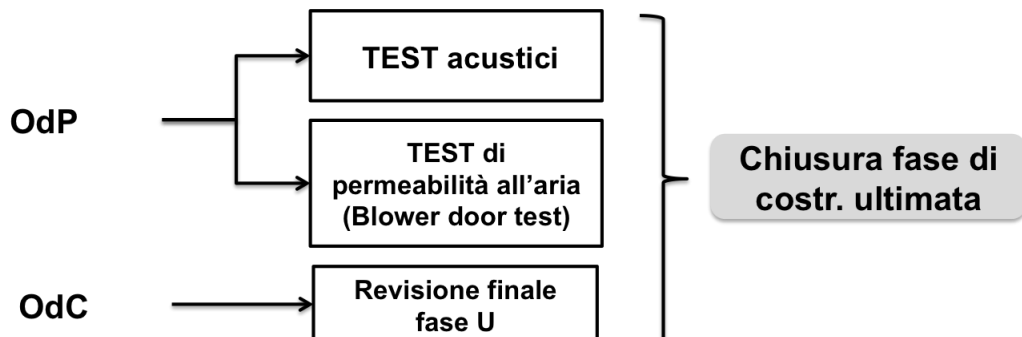 OdP
TEST acustici
TEST di
permeabilità all’aria
(Blower door test)
Chiusura fase di
costr. ultimata
OdC
Revisione finale
fase U